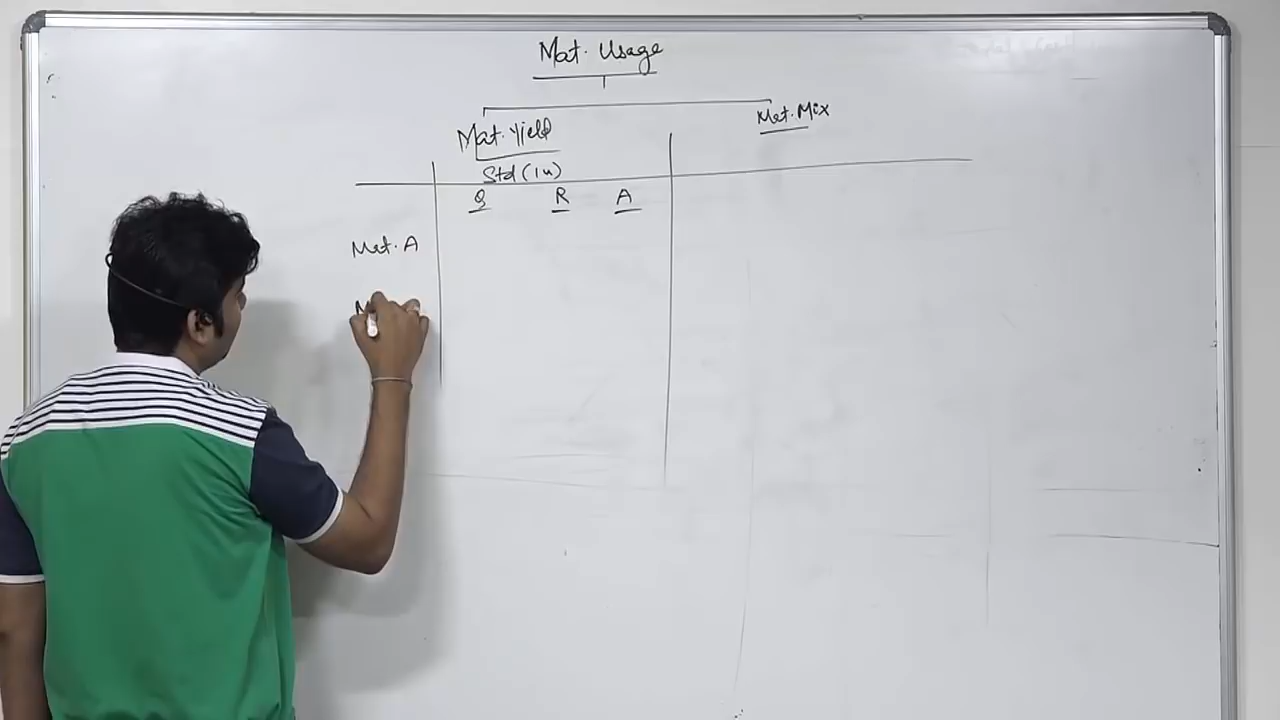 Mat. Usage
Mat. Yield
Mat. Mix
Std (1u)
Q R A
Mat. A
M